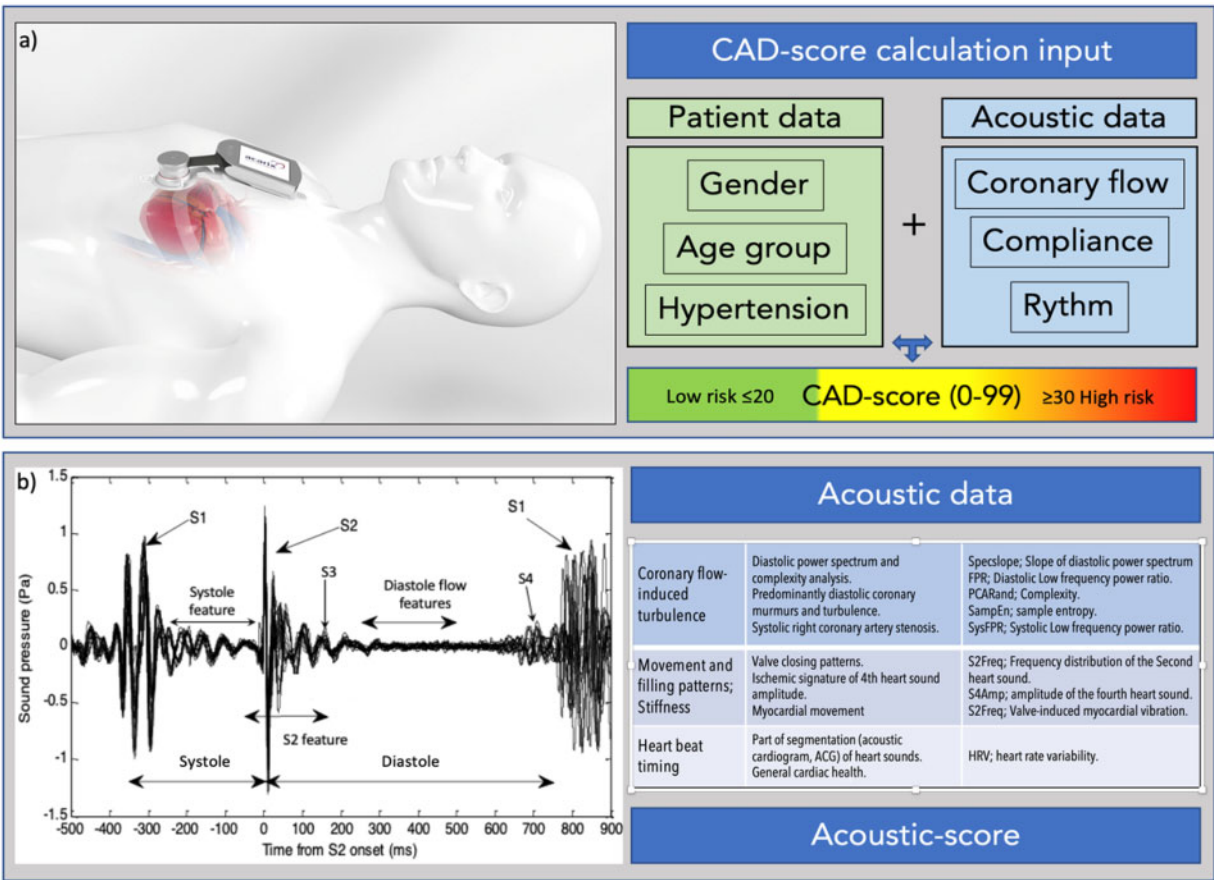 a)
acarix
CAD-score calculation input
Patient data
Acoustic data
Gender
Age group
Hypertension
+
Coronary flow
Compliance
Rythm
Low risk ≤20
CAD-score (0-99)
≥30 High risk
b)
1.5
1
0.5
0
-0.5
-1
-1.5
Sound pressure (Pa)
S1
S2
S3
S4
S1
Systole
feature
Diastole flow
features
S2 feature
Systole
Diastole
-500 -400 -300 -200 -100 0 100 200 300 400 500 600 700 800 900
Time from S2 onset (ms)
Acoustic data
Coronary flow-
induced
turbulence
Diastolic power spectrum and
complexity analysis.
Predominantly diastolic coronary
murmurs and turbulence.
Systolic right coronary artery stenosis.
Specslope; Slope of diastolic power spectrum
FPR; Diastolic Low frequency power ratio.
PCARand; Complexity.
SampEn; sample entropy.
SysFPR; Systolic Low frequency power ratio.
Movement and
filling patterns;
Stiffness
Valve closing patterns.
Ischemic signature of 4th heart sound
amplitude.
Myocardial movement
S2Freq; Frequency distribution of the Second
heart sound.
S4Amp; amplitude of the fourth heart sound.
S2Freq; Valve-induced myocardial vibration.
Heart beat
timing
Part of segmentation (acoustic
cardiogram, ACG) of heart sounds.
General cardiac health.
HRV; heart rate variability.
Acoustic-score